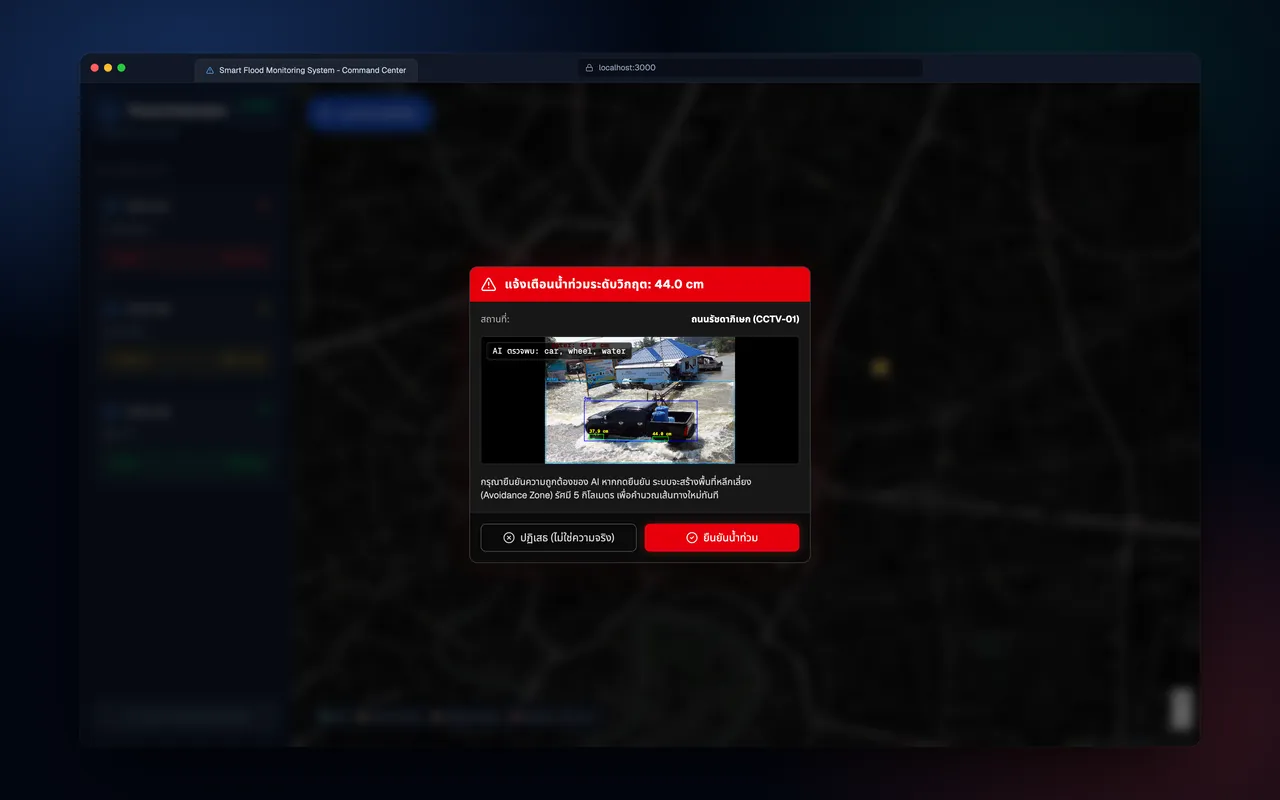 Smart Flood Monitoring System - Command Center
localhost:3000
แจ้งเตือนน้ำท่วมระดับวิกฤต: 44.0 cm
สถานที่:
ถนนรัชดาภิเษก (CCTV-01)
AI ตรวจพบ: car, wheel, water
37.9 cm
44.0 cm
กรุณายืนยันความถูกต้องของ AI หากกดยืนยัน ระบบจะสร้างพื้นที่หลีกเลี่ยง
(Avoidance Zone) รัศมี 5 กิโลเมตร เพื่อคำนวณเส้นทางใหม่ทันที
ปฏิเสธ (ไม่ใช่ความจริง)
ยืนยันน้ำท่วม